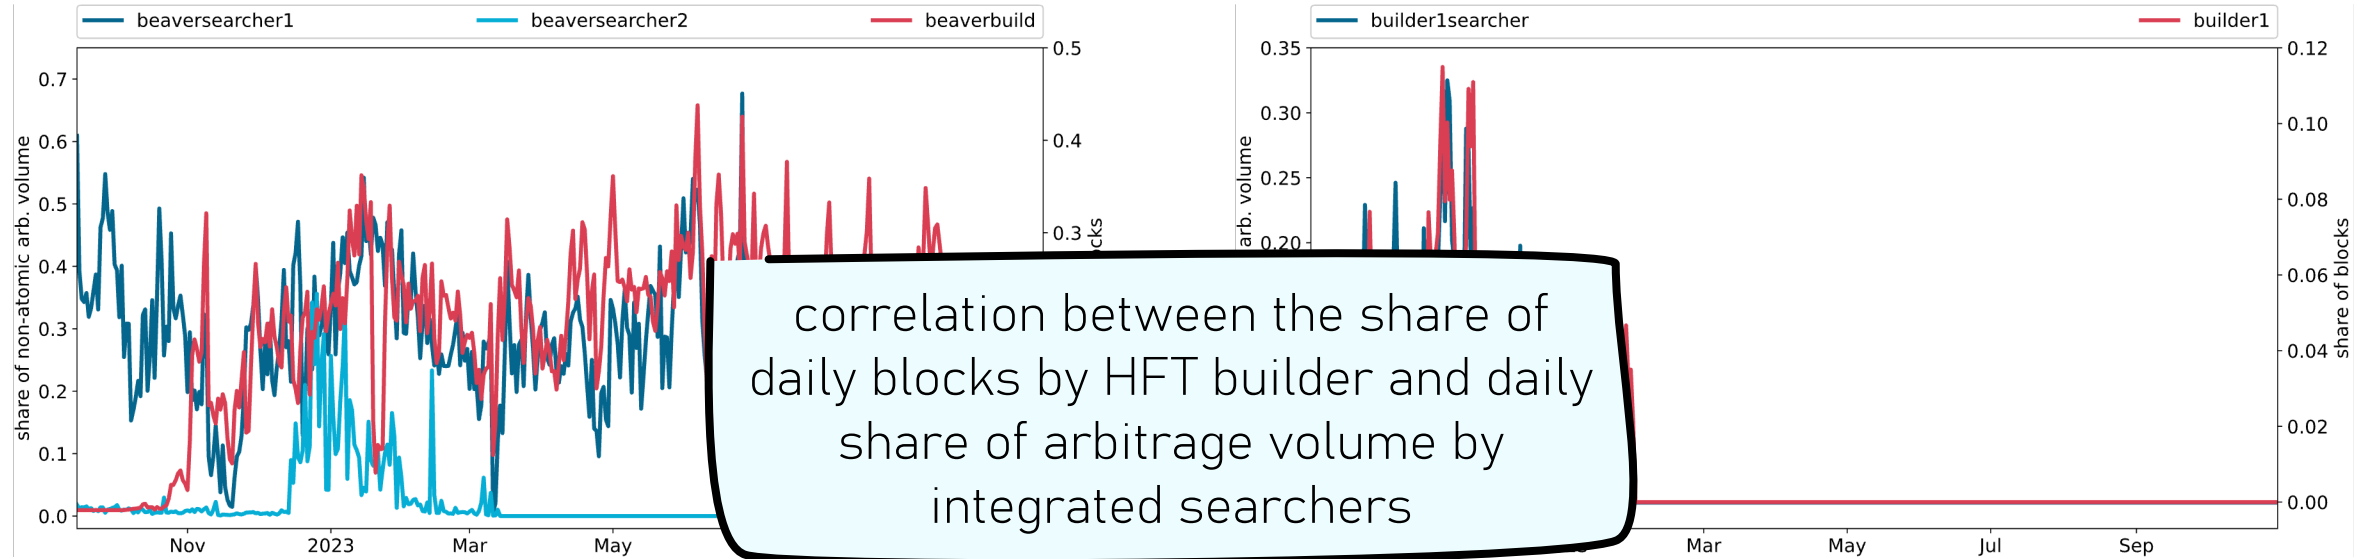 beaversearcher1 beaversearcher2 beaverbuild
0.5
0.7
0.6
0.4
0.5
0.3
0.4
0.3
0.2
0.1
0.0
share of non-atomic arb. volume
Nov 2023 Mar May
builder1searcher builder1
0.35 0.12
0.30
0.10
0.25
0.08
0.20
0.06
0.04
0.02
0.00
arb. volume
share of blocks
Mar May Jul Sep
correlation between the share of
daily blocks by HFT builder and daily
share of arbitrage volume by
integrated searchers